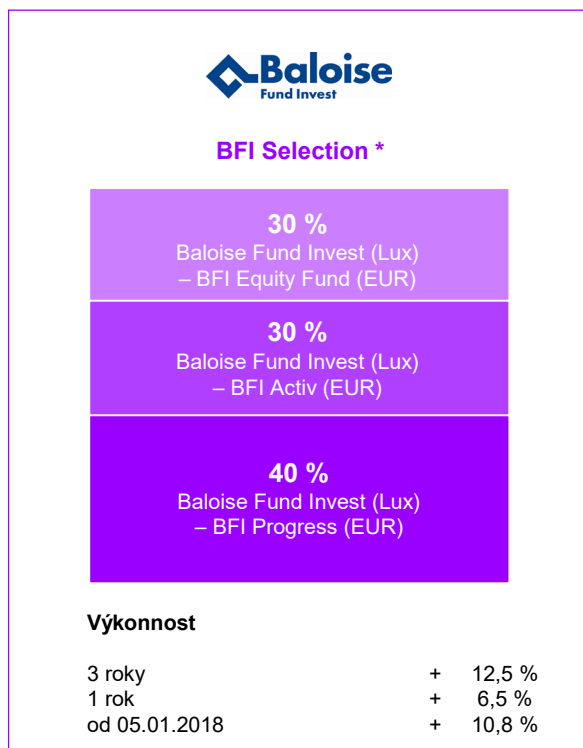 Baloise
Fund Invest
BFI Selection *
30 %
Baloise Fund Invest (Lux)
– BFI Equity Fund (EUR)
30 %
Baloise Fund Invest (Lux)
– BFI Activ (EUR)
40 %
Baloise Fund Invest (Lux)
– BFI Progress (EUR)
Výkonnost
3 roky + 12,5 %
1 rok + 6,5 %
od 05.01.2018 + 10,8 %